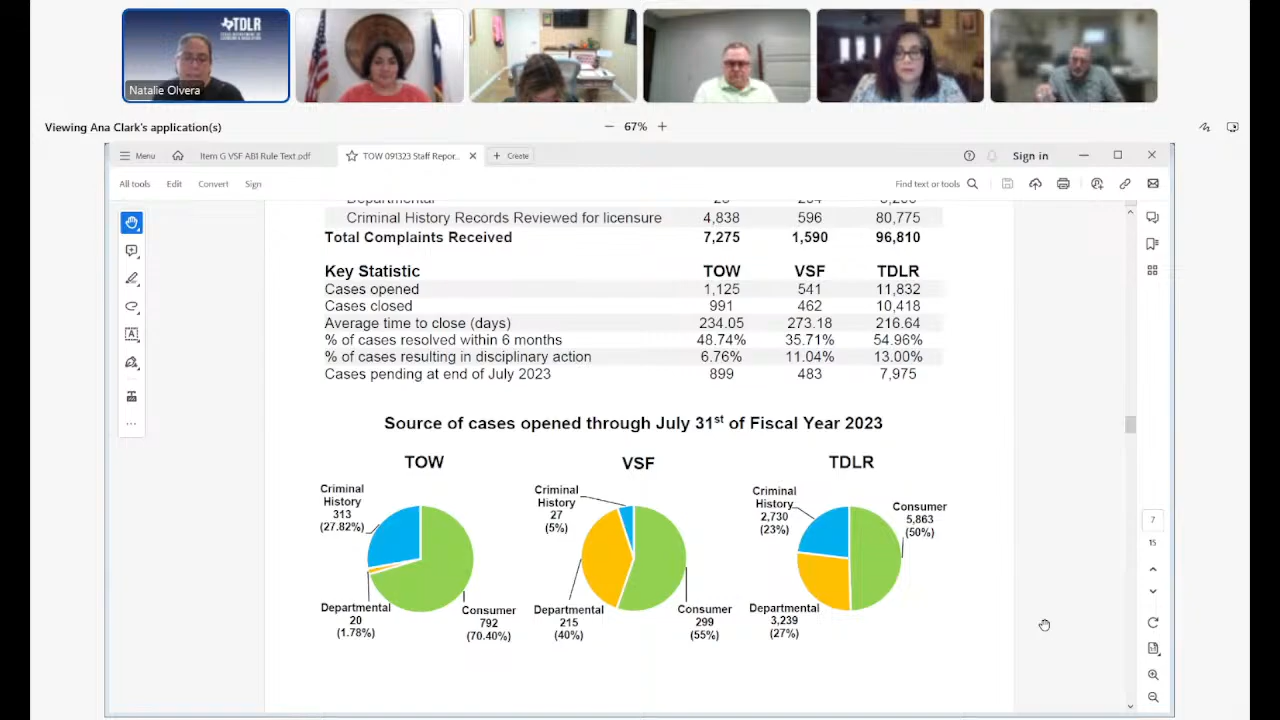 TDLR
Natalie Olvera
Viewing Ana Clark's application(s)
67%
Menu
Item G VSF AB1 Rule Text.pdf
TOW 091323 Staff Repor...
Create
Sign in
All tools Edit Convert Sign
Find text or tools
Criminal History Records Reviewed for licensure 4,838 596 80,775
Total Complaints Received 7,275 1,590 96,810
Key Statistic TOW VSF TDLR
Cases opened 1,125 541 11,832
Cases closed 991 462 10,418
Average time to close (days) 234.05 273.18 216.64
% of cases resolved within 6 months 48.74% 35.71% 54.96%
% of cases resulting in disciplinary action 6.76% 11.04% 13.00%
Cases pending at end of July 2023 899 483 7,975
Source of cases opened through July 31st of Fiscal Year 2023
TOW
Criminal
History
313
(27.82%)
Departmental
20
(1.78%)
Consumer
792
(70.40%)
VSF
Criminal
History
27
(5%)
Departmental
215
(40%)
Consumer
299
(55%)
TDLR
Criminal
History
2,730
(23%)
Consumer
5,863
(50%)
Departmental
3,239
(27%)
7
15